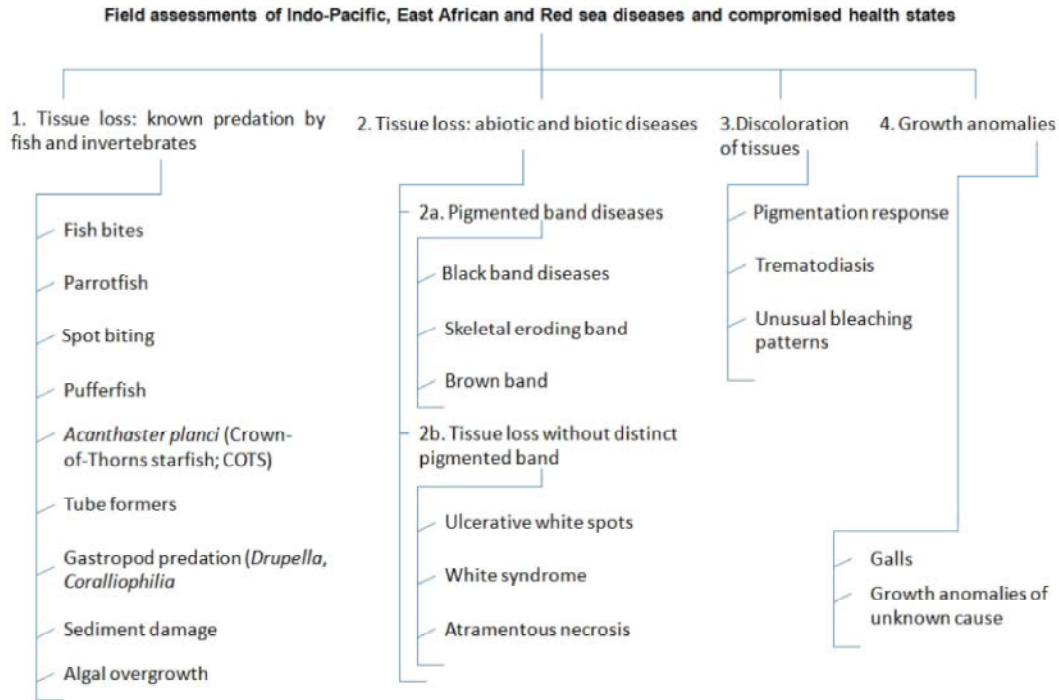 Field assessments of Indo-Pacific, East African and Red sea diseases and compromised health states
1. Tissue loss: known predation by
fish and invertebrates
Fish bites
Parrotfish
Spot biting
Pufferfish
Acanthaster planci (Crown-
of-Thorns starfish; COTS)
Tube formers
Gastropod predation (Drupella,
Coralliophilia
Sediment damage
Algal overgrowth
2. Tissue loss: abiotic and biotic diseases
2a. Pigmented band diseases
Black band diseases
Skeletal eroding band
Brown band
2b. Tissue loss without distinct
pigmented band
Ulcerative white spots
White syndrome
Atramentous necrosis
3.Discoloration
of tissues
Pigmentation response
Trematodiasis
Unusual bleaching
patterns
4. Growth anomalies
Galls
Growth anomalies of
unknown cause